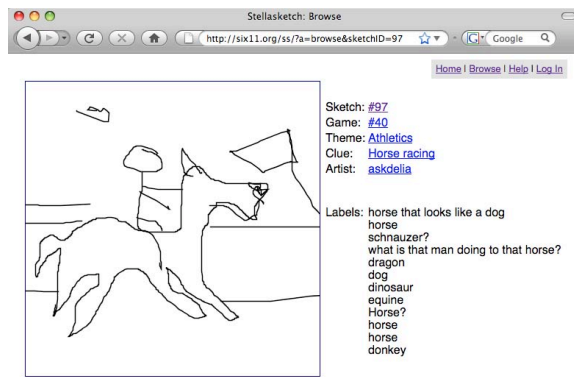 Stellasketch: Browse
http://six11.org/ss/?a=browse&sketchID=97
Google
Home | Browse | Help | Log In
Sketch: #97
Game: #40
Theme: Athletics
Clue: Horse racing
Artist: askdelia
Labels: horse that looks like a dog
horse
schnauzer?
what is that man doing to that horse?
dragon
dog
dinosaur
equine
Horse?
horse
horse
donkey